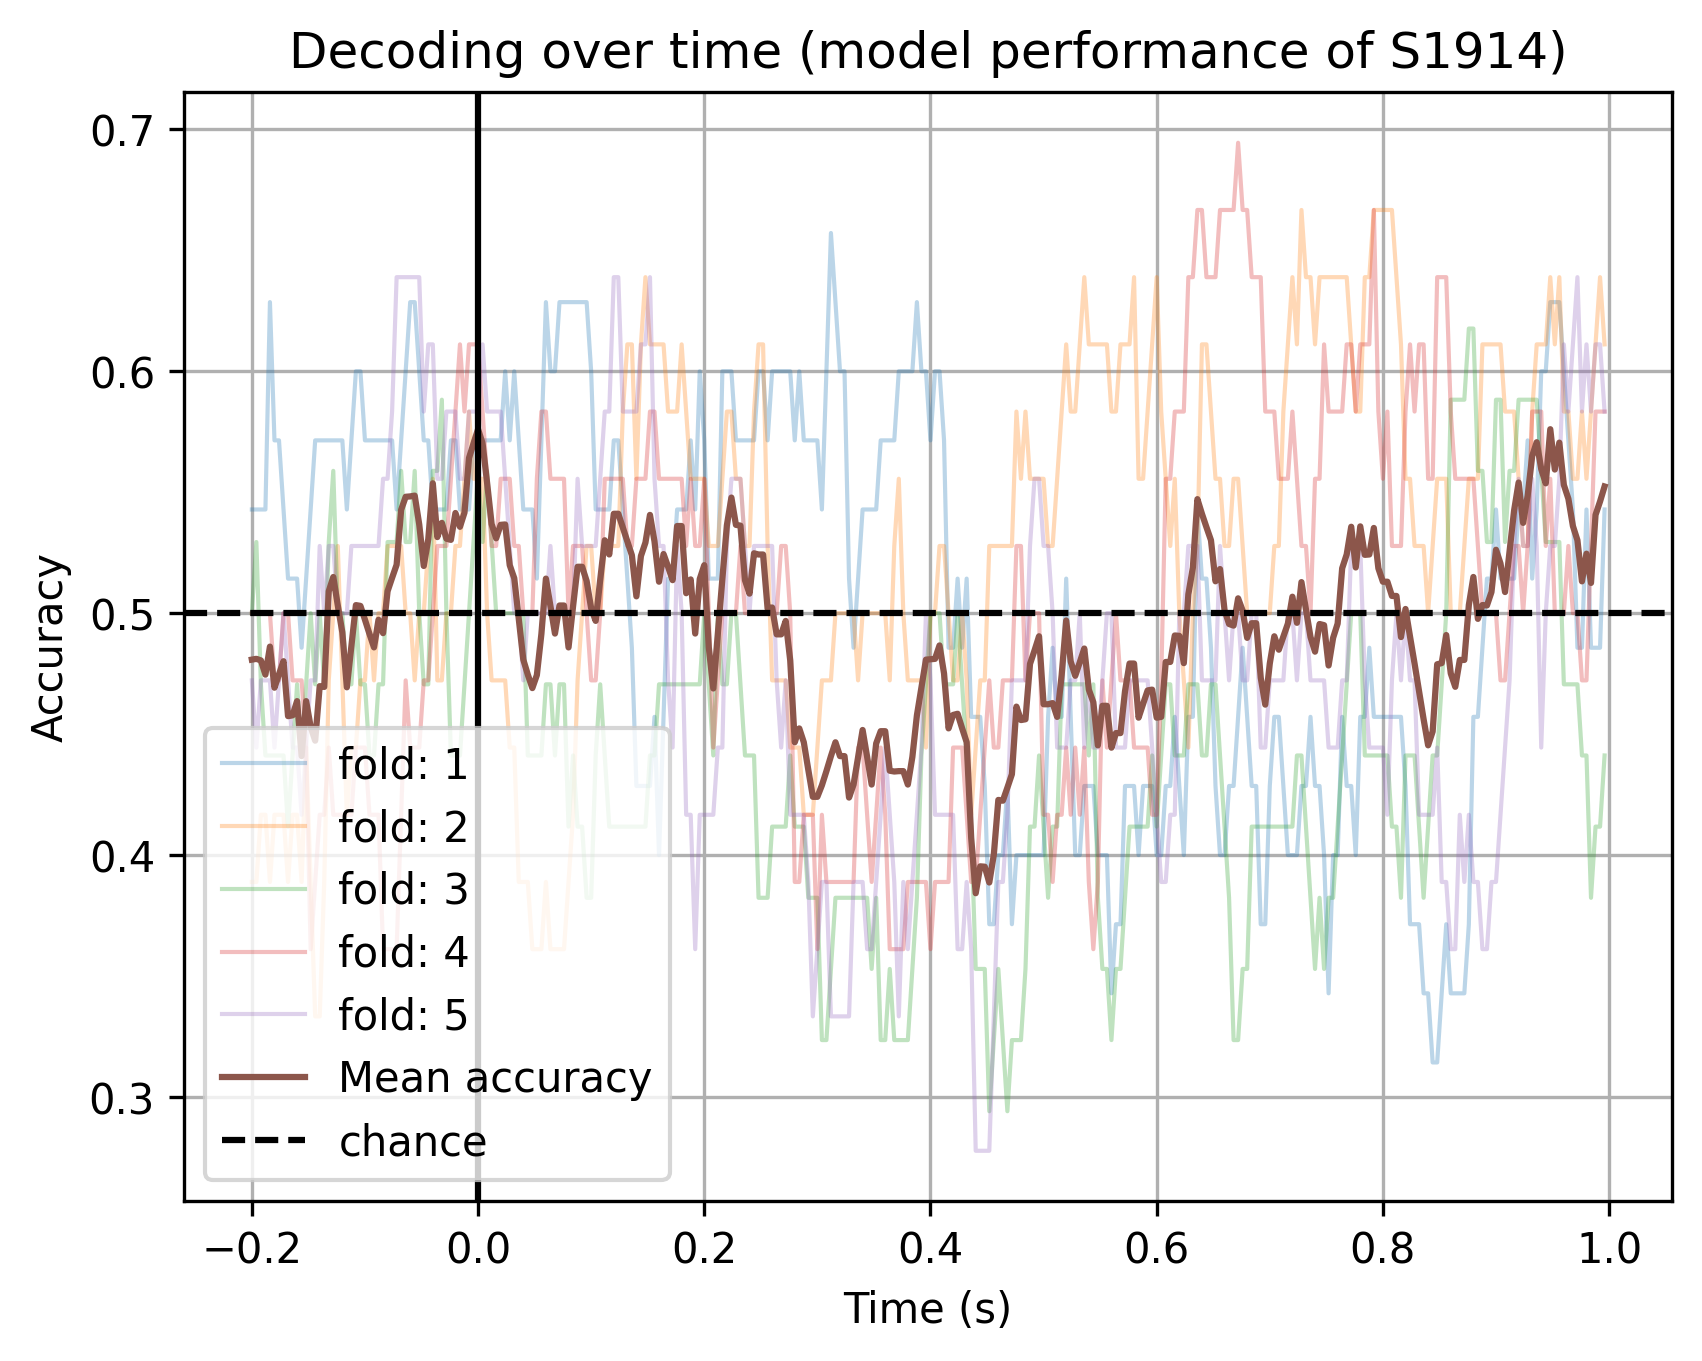 Decoding over time (model performance of S1914)
Accuracy
0.7
0.6
0.5
0.4
0.3
fold: 1
fold: 2
fold: 3
fold: 4
fold: 5
Mean accuracy
chance
−0.2 0.0 0.2 0.4 0.6 0.8 1.0
Time (s)